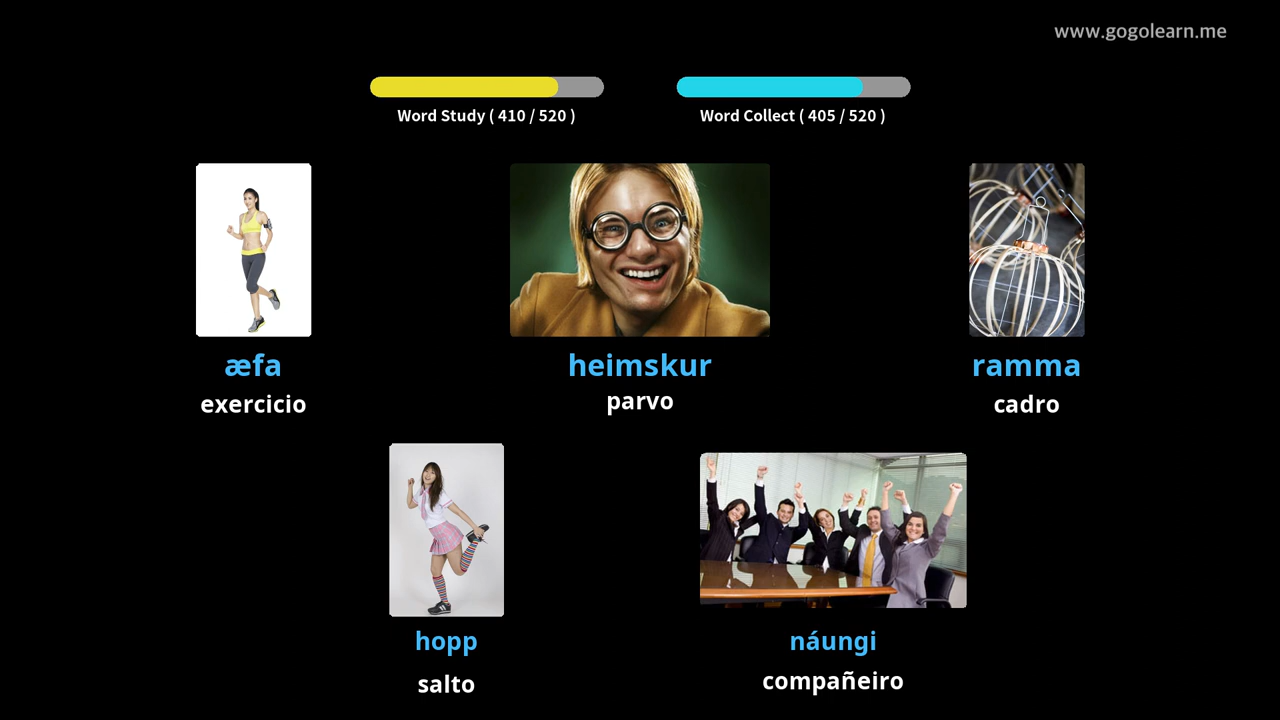 www.gogolearn.me
Word Study ( 410 / 520 )
Word Collect ( 405 / 520 )
æfa
exercicio
heimskur
parvo
ramma
cadro
hopp
salto
náungi
compañeiro